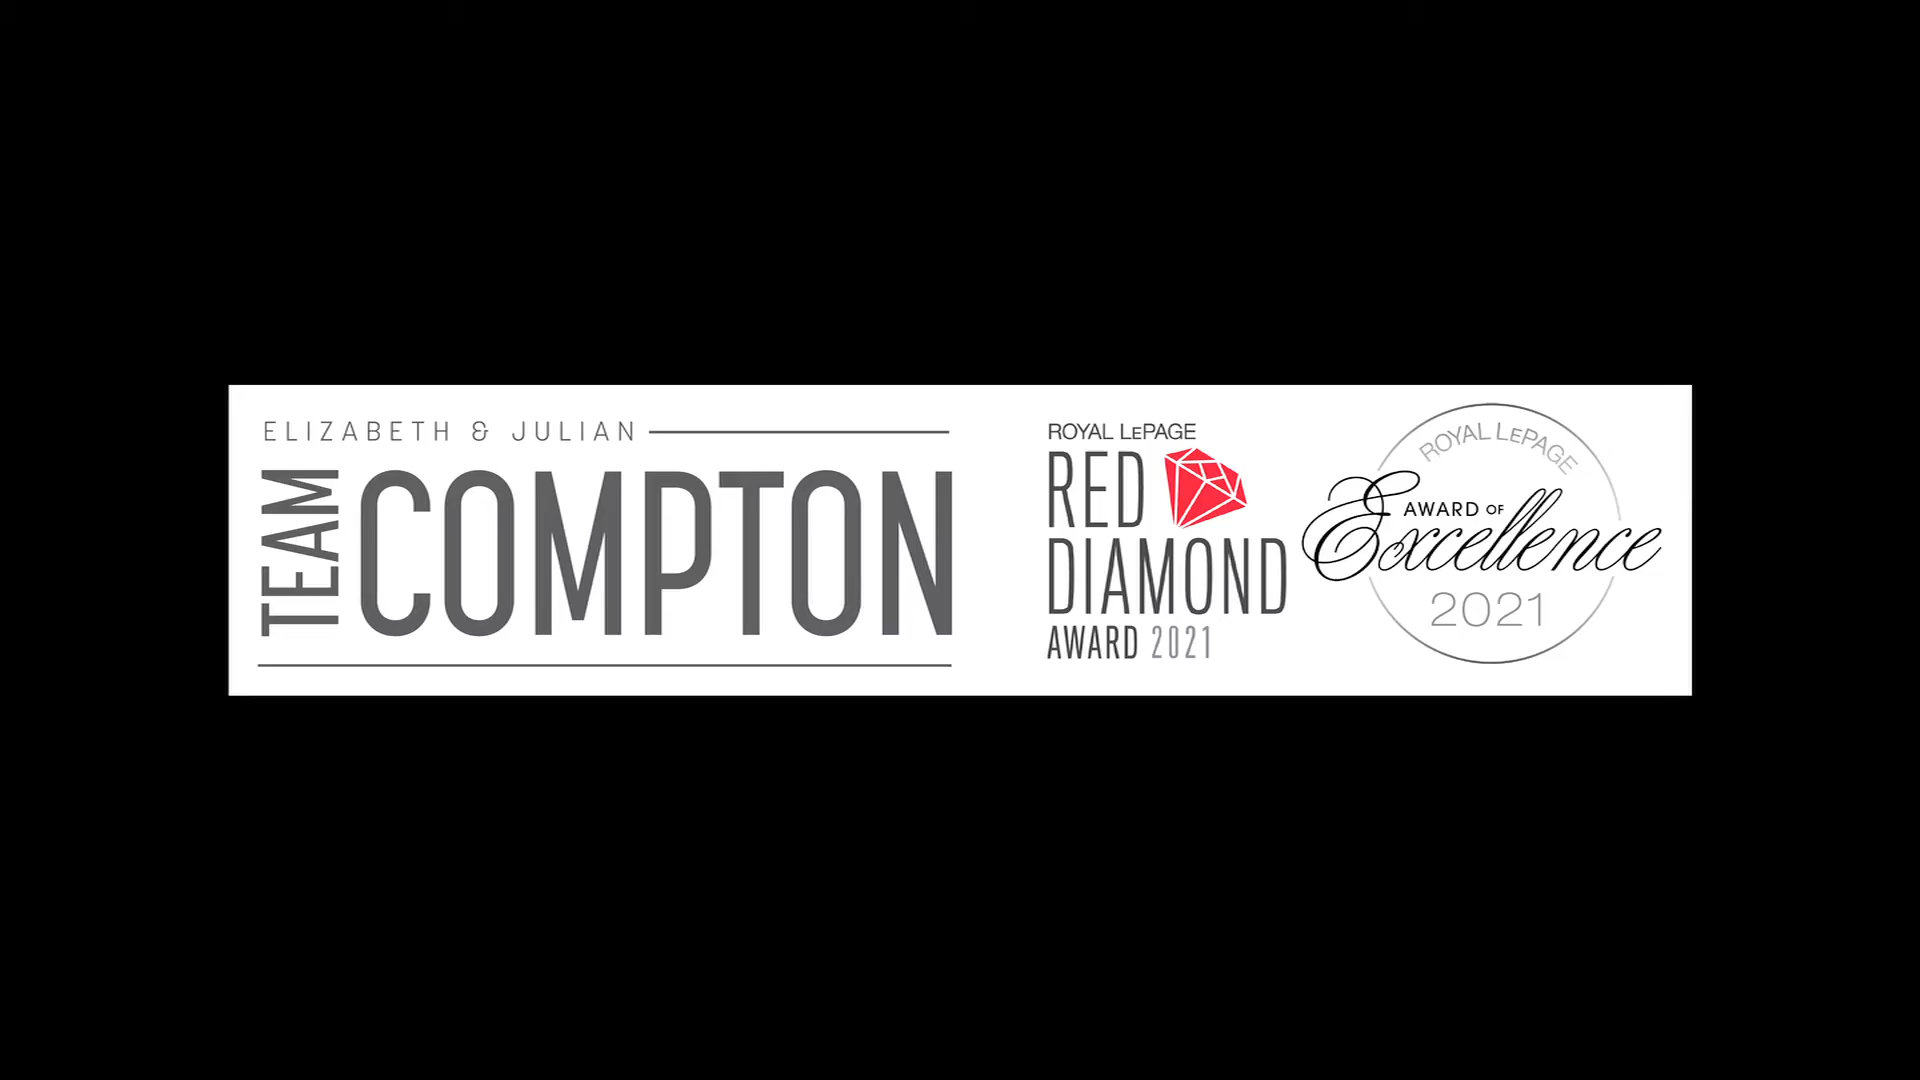 ELIZABETH & JULIAN
TEAM
COMPTON
ROYAL LEPAGE
RED
DIAMOND
AWARD 2021
ROYAL LEPAGE
AWARD OF
Excellence
2021